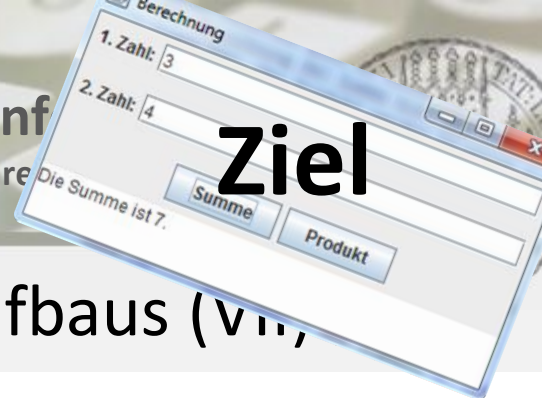 Berechnung
1. Zahl: 3
2. Zahl: 4
Ziel
Summe
Produkt
Die Summe ist 7.
nf
re
fbaus (VII)